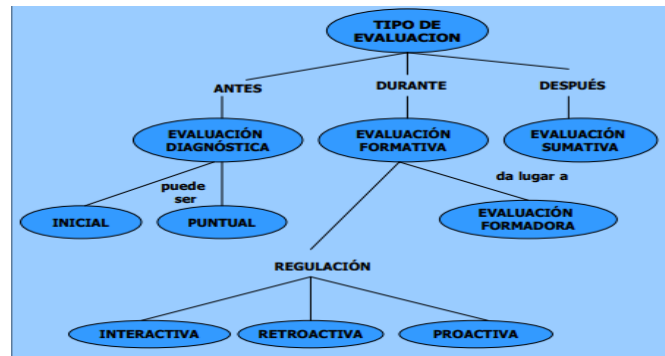 TIPO DE
EVALUACION
ANTES
DURANTE
DESPUÉS
EVALUACIÓN
DIAGNÓSTICA
EVALUACIÓN
FORMATIVA
EVALUACIÓN
SUMATIVA
puede
ser
da lugar a
INICIAL
PUNTUAL
EVALUACIÓN
FORMADORA
REGULACIÓN
INTERACTIVA
RETROACTIVA
PROACTIVA